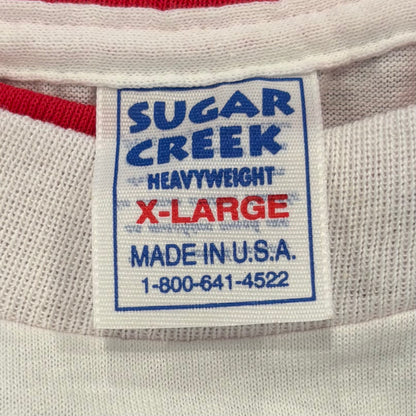 SUGAR
CREEK
HEAVYWEIGHT
X-LARGE
MADE IN U.S.A.
1-800-641-4522